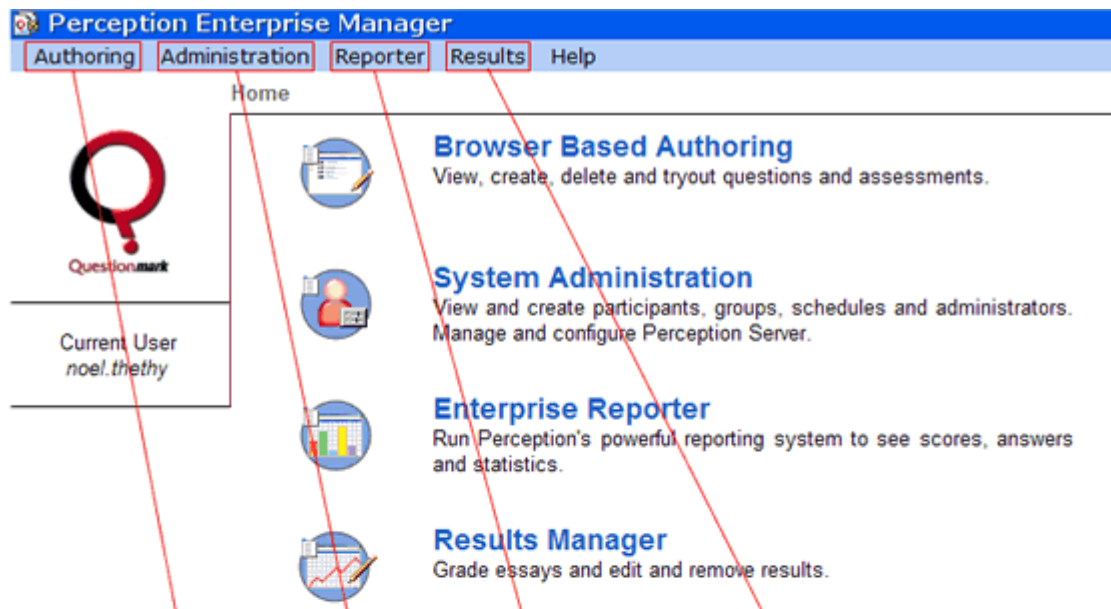 Perception Enterprise Manager
Authoring Administration Reporter Results Help
Home
Questionmark
Current User
noel.thethy
Browser Based Authoring
View, create, delete and tryout questions and assessments.
System Administration
View and create participants, groups, schedules and administrators.
Manage and configure Perception Server.
Enterprise Reporter
Run Perception's powerful reporting system to see scores, answers
and statistics.
Results Manager
Grade essays and edit and remove results.